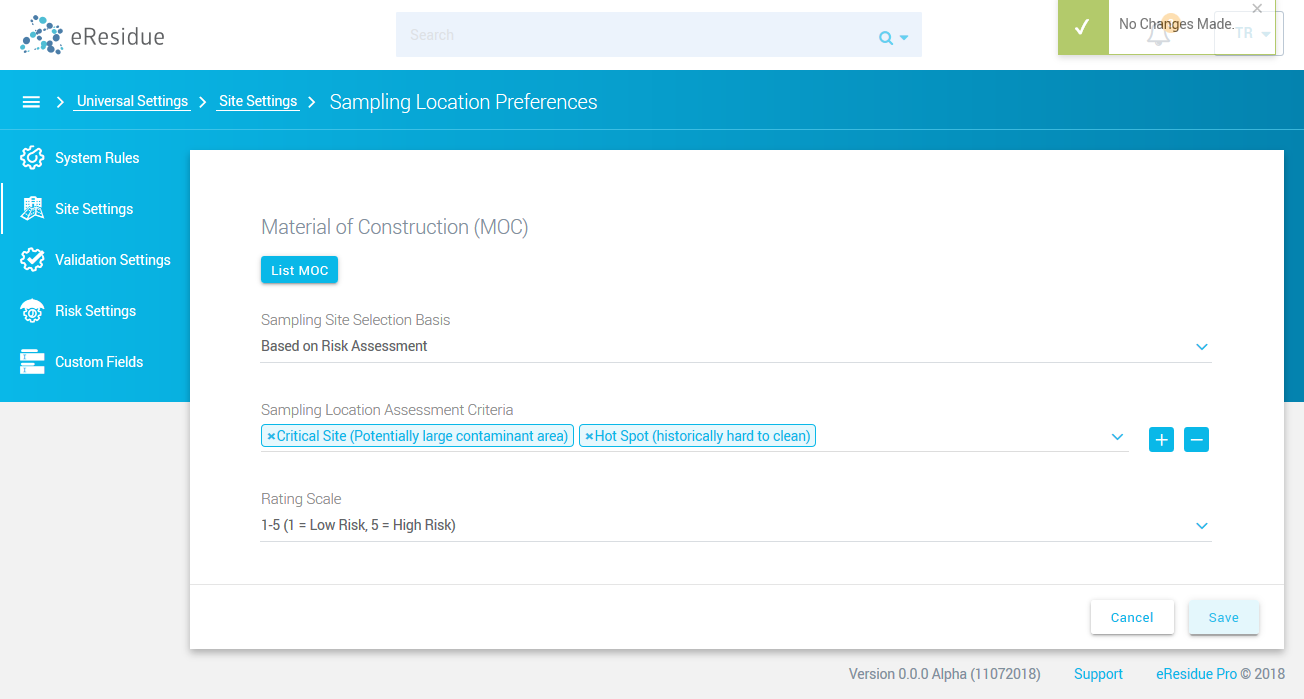 eResidue
Search
No Changes Made.
TR
Universal Settings
Site Settings
Sampling Location Preferences
System Rules
Site Settings
Validation Settings
Risk Settings
Custom Fields
Material of Construction (MOC)
List MOC
Sampling Site Selection Basis
Based on Risk Assessment
Sampling Location Assessment Criteria
×Critical Site (Potentially large contaminant area) ×Hot Spot (historically hard to clean)
Rating Scale
1-5 (1 = Low Risk, 5 = High Risk)
Cancel Save
Version 0.0.0 Alpha (11072018) Support eResidue Pro © 2018